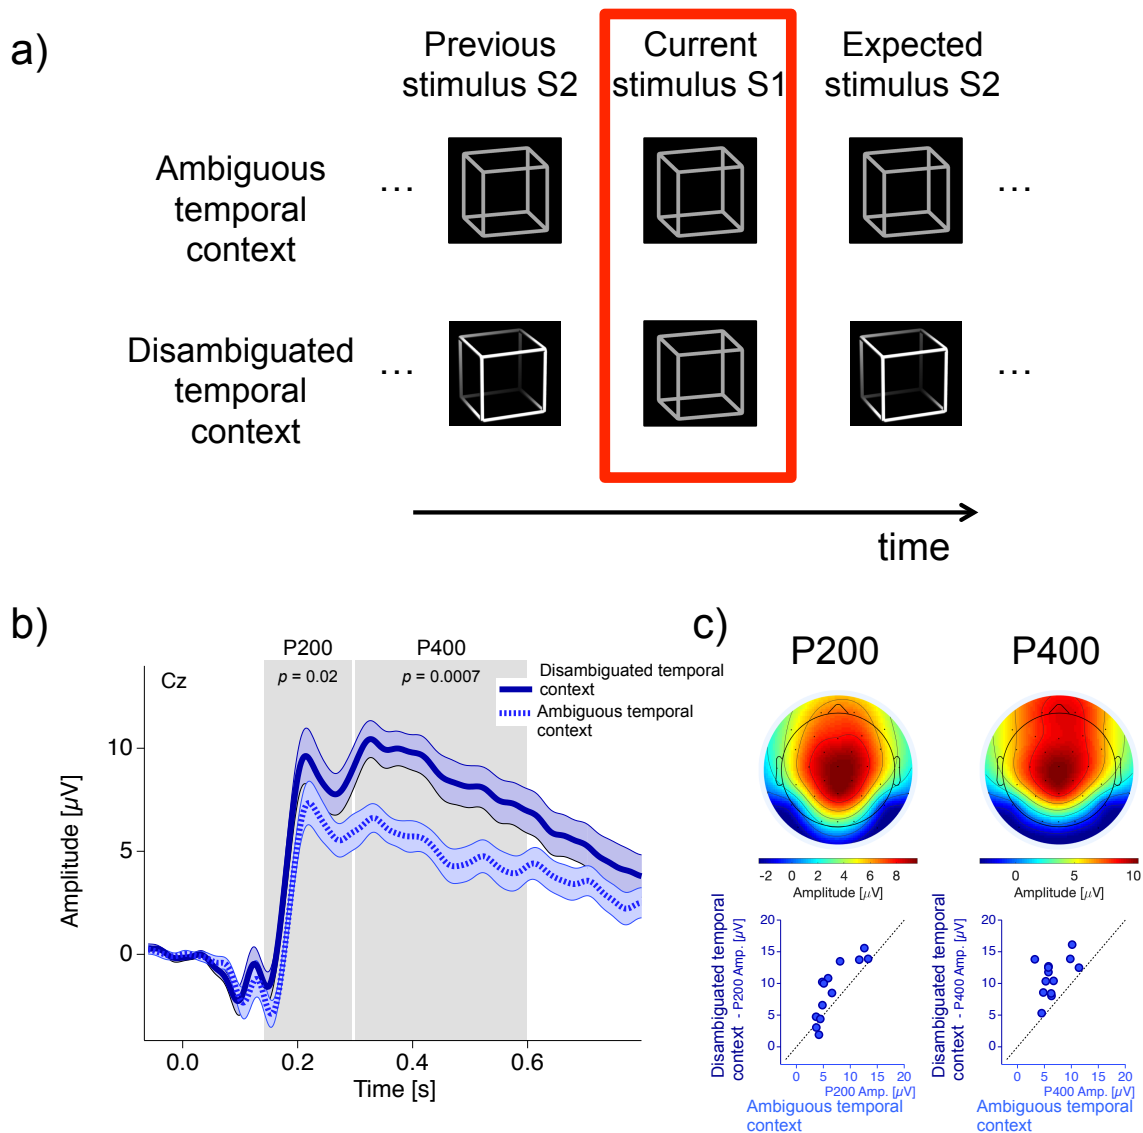 a)
Previous
stimulus S2
Current
stimulus S1
Expected
stimulus S2
Ambiguous
temporal
context
...
...
Disambiguated
temporal
context
...
...
time
b)
P200
P400
p = 0.02
p = 0.0007
Cz
Disambiguated temporal
context
Ambiguous temporal
context
10
5
0
Amplitude [µV]
0.0
0.2
0.4
0.6
Time [s]
c)
P200
P400
-2 0 2 4 6 8
Amplitude [µV]
0 5 10
Amplitude [µV]
Disambiguated temporal
context - P200 Amp. [µV]
20
15
10
5
0
0 5 10 15 20
P200 Amp. [µV]
Ambiguous temporal
context
Disambiguated temporal
context - P400 Amp. [µV]
20
15
10
5
0
0 5 10 15 20
P400 Amp. [µV]
Ambiguous temporal
context